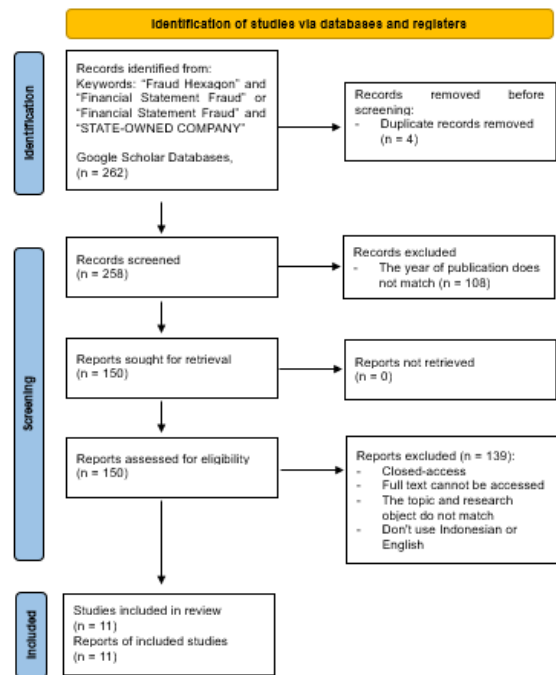 Identification of studies via databases and registers
Identification
Records identified from:
Keywords: "Fraud Hexagon" and
"Financial Statement Fraud" or
"Financial Statement Fraud" and
"STATE-OWNED COMPANY"
Google Scholar Databases,
(n = 262)
Records removed before
screening:
- Duplicate records removed
(n = 4)
Screening
Records screened
(n = 258)
Records excluded
- The year of publication does
not match (n = 108)
Reports sought for retrieval
(n = 150)
Reports not retrieved
(n = 0)
Reports assessed for eligibility
(n = 150)
Reports excluded (n = 139):
- Closed-access
- Full text cannot be accessed
- The topic and research
object do not match
- Don't use Indonesian or
English
Included
Studies included in review
(n = 11)
Reports of included studies
(n = 11)